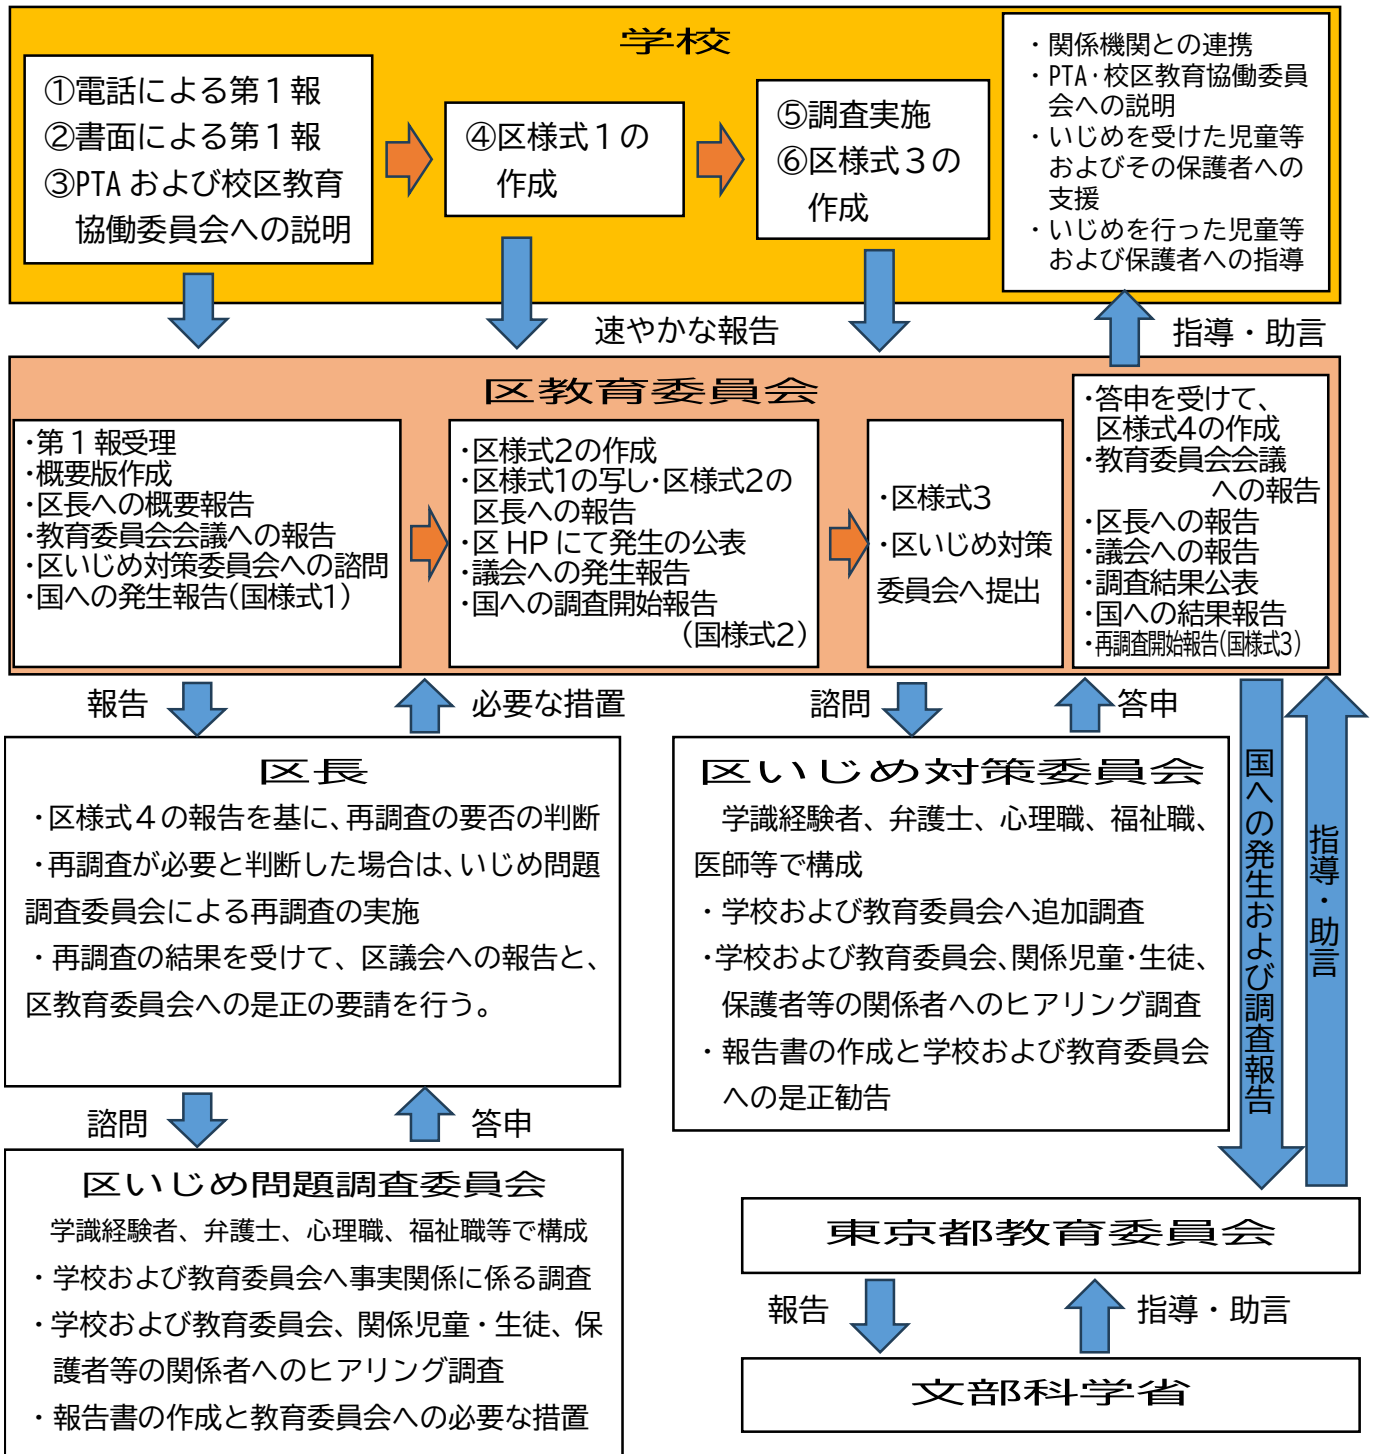 学校
①電話による第１報
②書面による第１報
③PTA および校区教育
協働委員会への説明
④区様式１の
作成
⑤調査実施
⑥区様式３の
作成
・関係機関との連携
・PTA・校区教育協働委員
会への説明
・いじめを受けた児童等
およびその保護者への
支援
・いじめを行った児童等
および保護者への指導
速やかな報告
指導・助言
区教育委員会
・第１報受理
・概要版作成
・区長への概要報告
・教育委員会会議への報告
・区いじめ対策委員会への諮問
・国への発生報告(国様式1)
・区様式2の作成
・区様式1の写し・区様式2の
区長への報告
・区 HP にて発生の公表
・議会への発生報告
・国への調査開始報告
(国様式2)
・区様式3
・区いじめ対策
委員会へ提出
・答申を受けて、
区様式4の作成
・教育委員会会議
への報告
・区長への報告
・議会への報告
・調査結果公表
・国への結果報告
・再調査開始報告(国様式3)
報告
必要な措置
諮問
答申
区長
・区様式４の報告を基に、再調査の要否の判断
・再調査が必要と判断した場合は、いじめ問題
調査委員会による再調査の実施
・再調査の結果を受けて、区議会への報告と、
区教育委員会への是正の要請を行う。
区いじめ対策委員会
学識経験者、弁護士、心理職、福祉職、
医師等で構成
・学校および教育委員会へ追加調査
・学校および教育委員会、関係児童・生徒、
保護者等の関係者へのヒアリング調査
・報告書の作成と学校および教育委員会
への是正勧告
国への発生および調査報告
指導・助言
諮問
答申
区いじめ問題調査委員会
学識経験者、弁護士、心理職、福祉職等で構成
・学校および教育委員会へ事実関係に係る調査
・学校および教育委員会、関係児童・生徒、保
護者等の関係者へのヒアリング調査
・報告書の作成と教育委員会への必要な措置
東京都教育委員会
報告
指導・助言
文部科学省